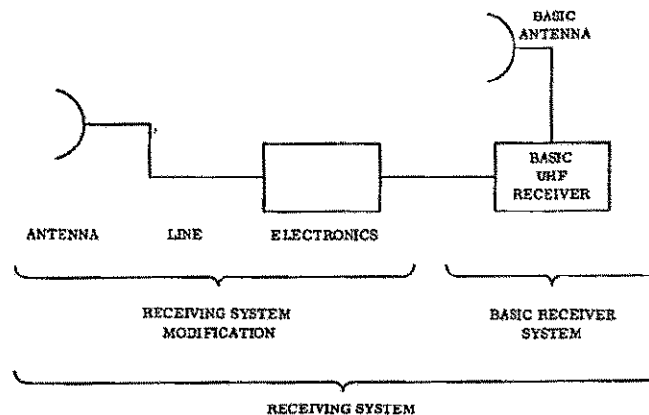 BASIC
ANTENNA
BASIC
UHF
RECEIVER
ANTENNA LINE ELECTRONICS
RECEIVING SYSTEM
MODIFICATION
BASIC RECEIVER
SYSTEM
RECEIVING SYSTEM